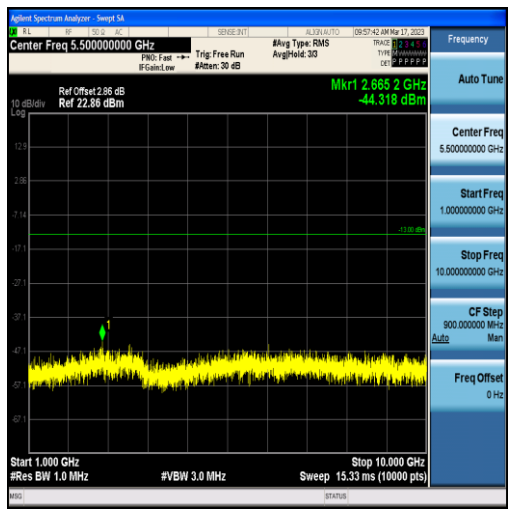 Agilent Spectrum Analyzer - Swept SA
RL RF 50 Ω AC SENSE:INT ALIGN AUTO 09:57:42 AM Mar 17, 2023
Center Freq 5.500000000 GHz
PNO: Fast
IFGain:Low
Trig: Free Run
#Atten: 30 dB
#Avg Type: RMS
Avg|Hold: 3/3
TRACE 1 2 3 4 5 6
TYPE
DET P P P P P P
Ref Offset 2.86 dB
10 dB/div Ref 22.86 dBm
Log
Mkr1 2.665 2 GHz
-44.318 dBm
12.9
2.86
-7.14
-13.00 dBm
-17.1
-27.1
-37.1
1
-47.1
-57.1
-67.1
Start 1.000 GHz Stop 10.000 GHz
#Res BW 1.0 MHz #VBW 3.0 MHz Sweep 15.33 ms (10000 pts)
MSG STATUS
Frequency
Auto Tune
Center Freq
5.500000000 GHz
Start Freq
1.000000000 GHz
Stop Freq
10.000000000 GHz
CF Step
900.000000 MHz
Auto Man
Freq Offset
0 Hz